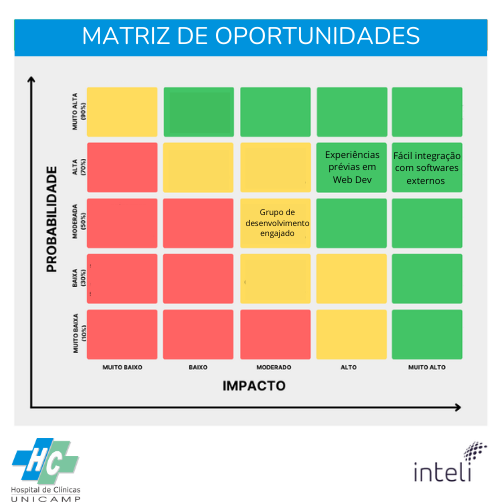 MATRIZ DE OPORTUNIDADES
PROBABILIDADE
MUITO ALTA
(90%)
ALTA
(70%)
Experiências
prévias em
Web Dev
Fácil integração
com softwares
externos
MODERADA
(50%)
Grupo de
desenvolvimento
engajado
BAIXA
(30%)
MUITO BAIXA
(10%)
MUITO BAIXO
BAIXO
MODERADO
ALTO
MUITO ALTO
IMPACTO
HC
Hospital de Clínicas
UNICAMP
inteli